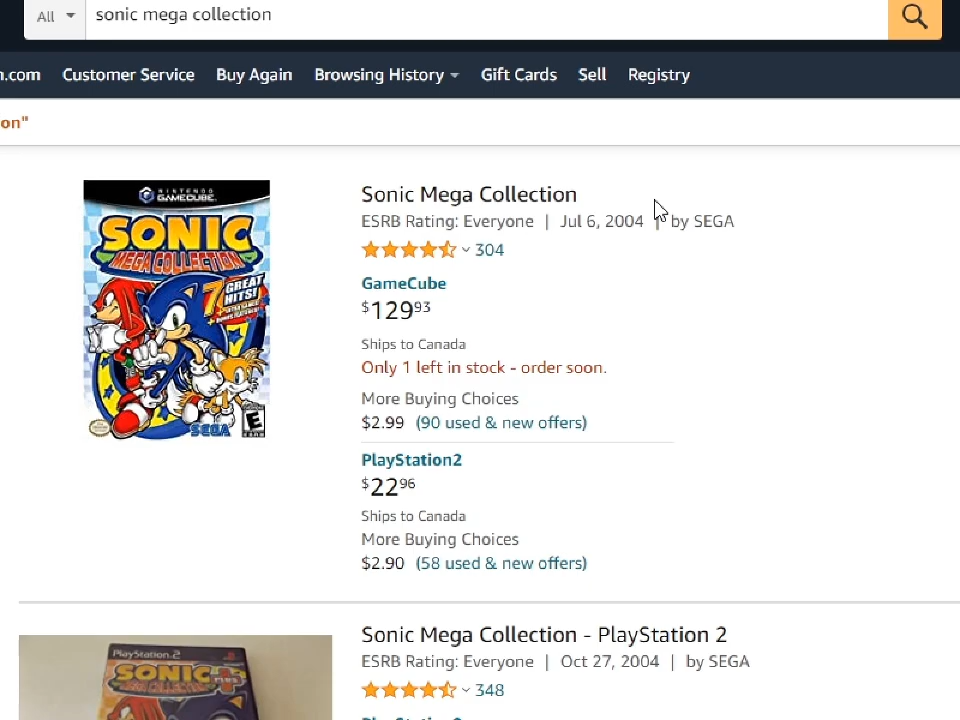 All
sonic mega collection
n.com Customer Service Buy Again Browsing History Gift Cards Sell Registry
on"
NINTENDO
GAMECUBE
SONIC
MEGA COLLECTION
7 GREAT
HITS!
SEGA
E
Sonic Mega Collection
ESRB Rating: Everyone | Jul 6, 2004 | by SEGA
304
GameCube
$129 93
Ships to Canada
Only 1 left in stock - order soon.
More Buying Choices
$2.99 (90 used & new offers)
PlayStation2
$22 96
Ships to Canada
More Buying Choices
$2.90 (58 used & new offers)
PlayStation.2
SONIC
MEGA COLLECTION
PLUS
Sonic Mega Collection - PlayStation 2
ESRB Rating: Everyone | Oct 27, 2004 | by SEGA
348
PlayStation2